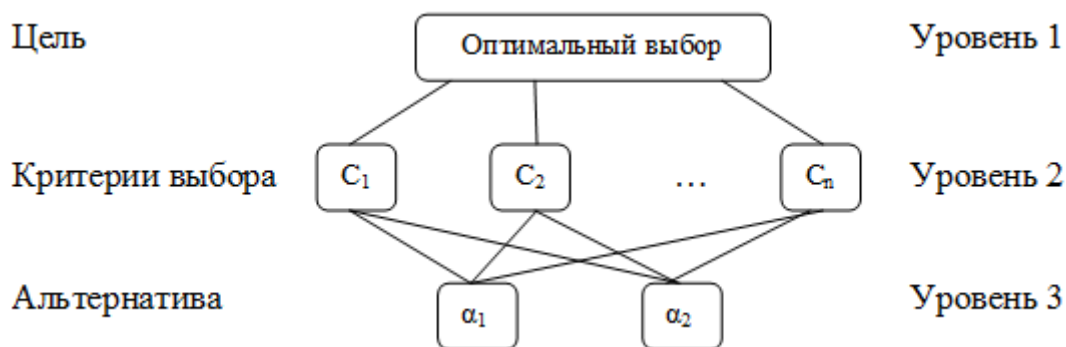 Цель Оптимальный выбор Уровень 1
Критерии выбора C₁ C₂ … Cₙ Уровень 2
Альтернатива α₁ α₂ Уровень 3